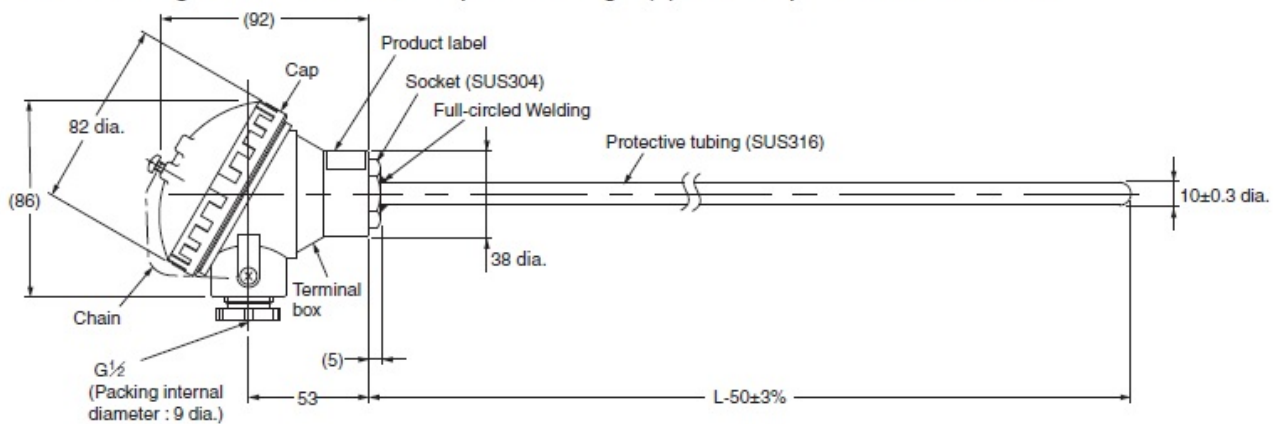 (92)
Product label
Cap
Socket (SUS304)
82 dia.
Full-circled Welding
Protective tubing (SUS316)
(86)
10±0.3 dia.
38 dia.
Terminal
box
Chain
(5)
G½
(Packing internal
diameter : 9 dia.)
53
L-50±3%